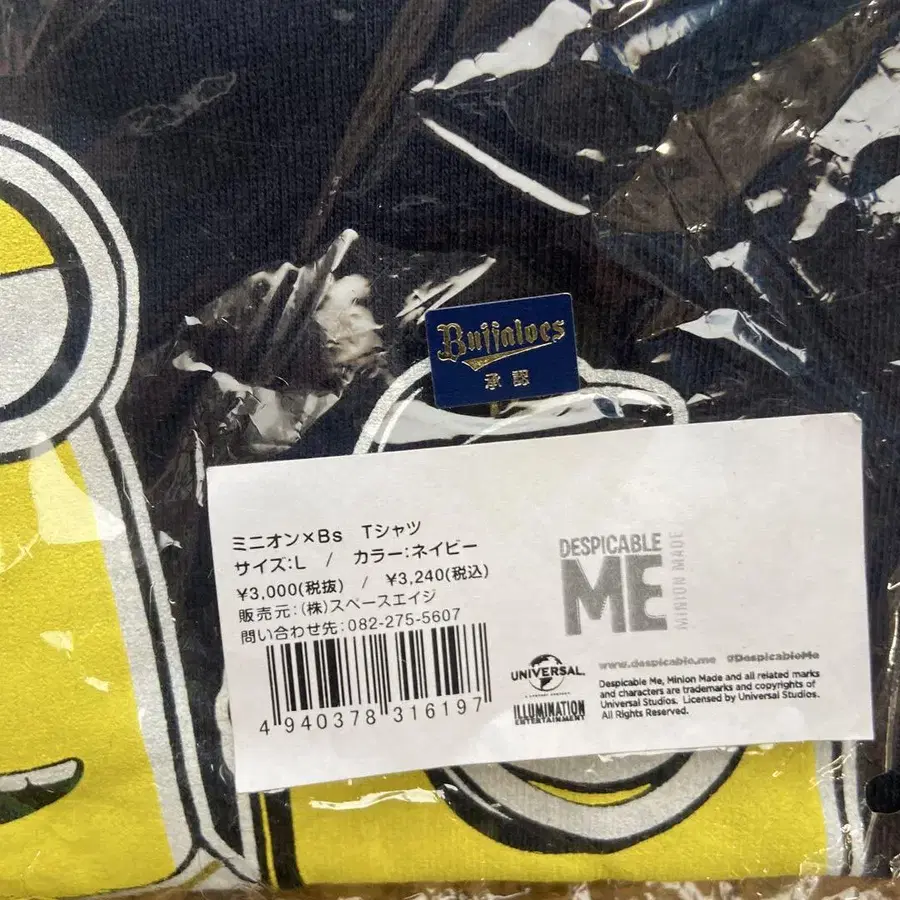 Buffaloes
承認
ミニオン×Bs Tシャツ
サイズ:L / カラー:ネイビー
¥3,000(税抜) / ¥3,240(税込)
販売元:(株)スペースエイジ
問い合わせ先:082-275-5607
4 940378 316197
DESPICABLE
ME
MINION MADE
UNIVERSAL
ILLUMINATION
ENTERTAINMENT
www.despicable.me #DespicableMe
Despicable Me, Minion Made and all related marks
and characters are trademarks and copyrights of
Universal Studios. Licensed by Universal Studios.
All Rights Reserved.